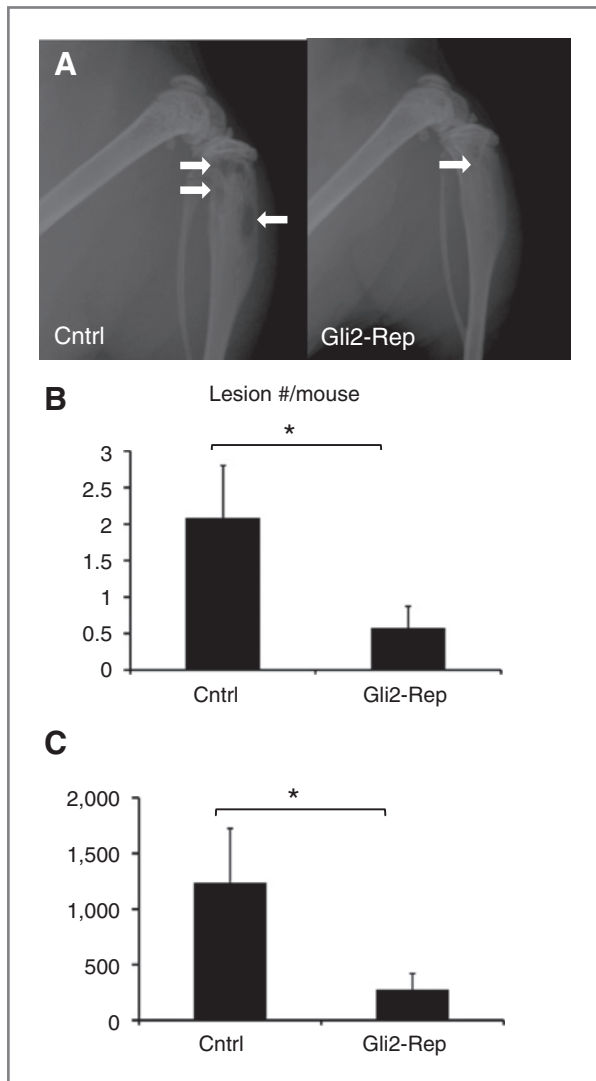 A
Cntrl
Gli2-Rep
B
Lesion #/mouse
*
3
2.5
2
1.5
1
0.5
0
Cntrl
Gli2-Rep
C
*
2,000
1,500
1,000
500
0
Cntrl
Gli2-Rep